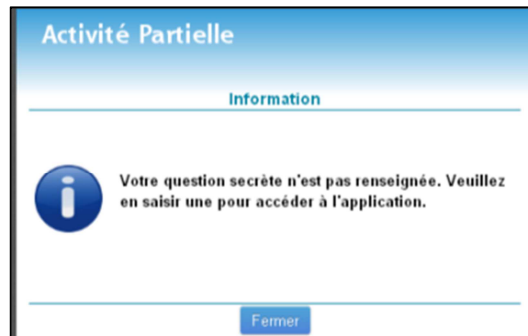 Activité Partielle
Information
Votre question secrète n'est pas renseignée. Veuillez
en saisir une pour accéder à l'application.
Fermer